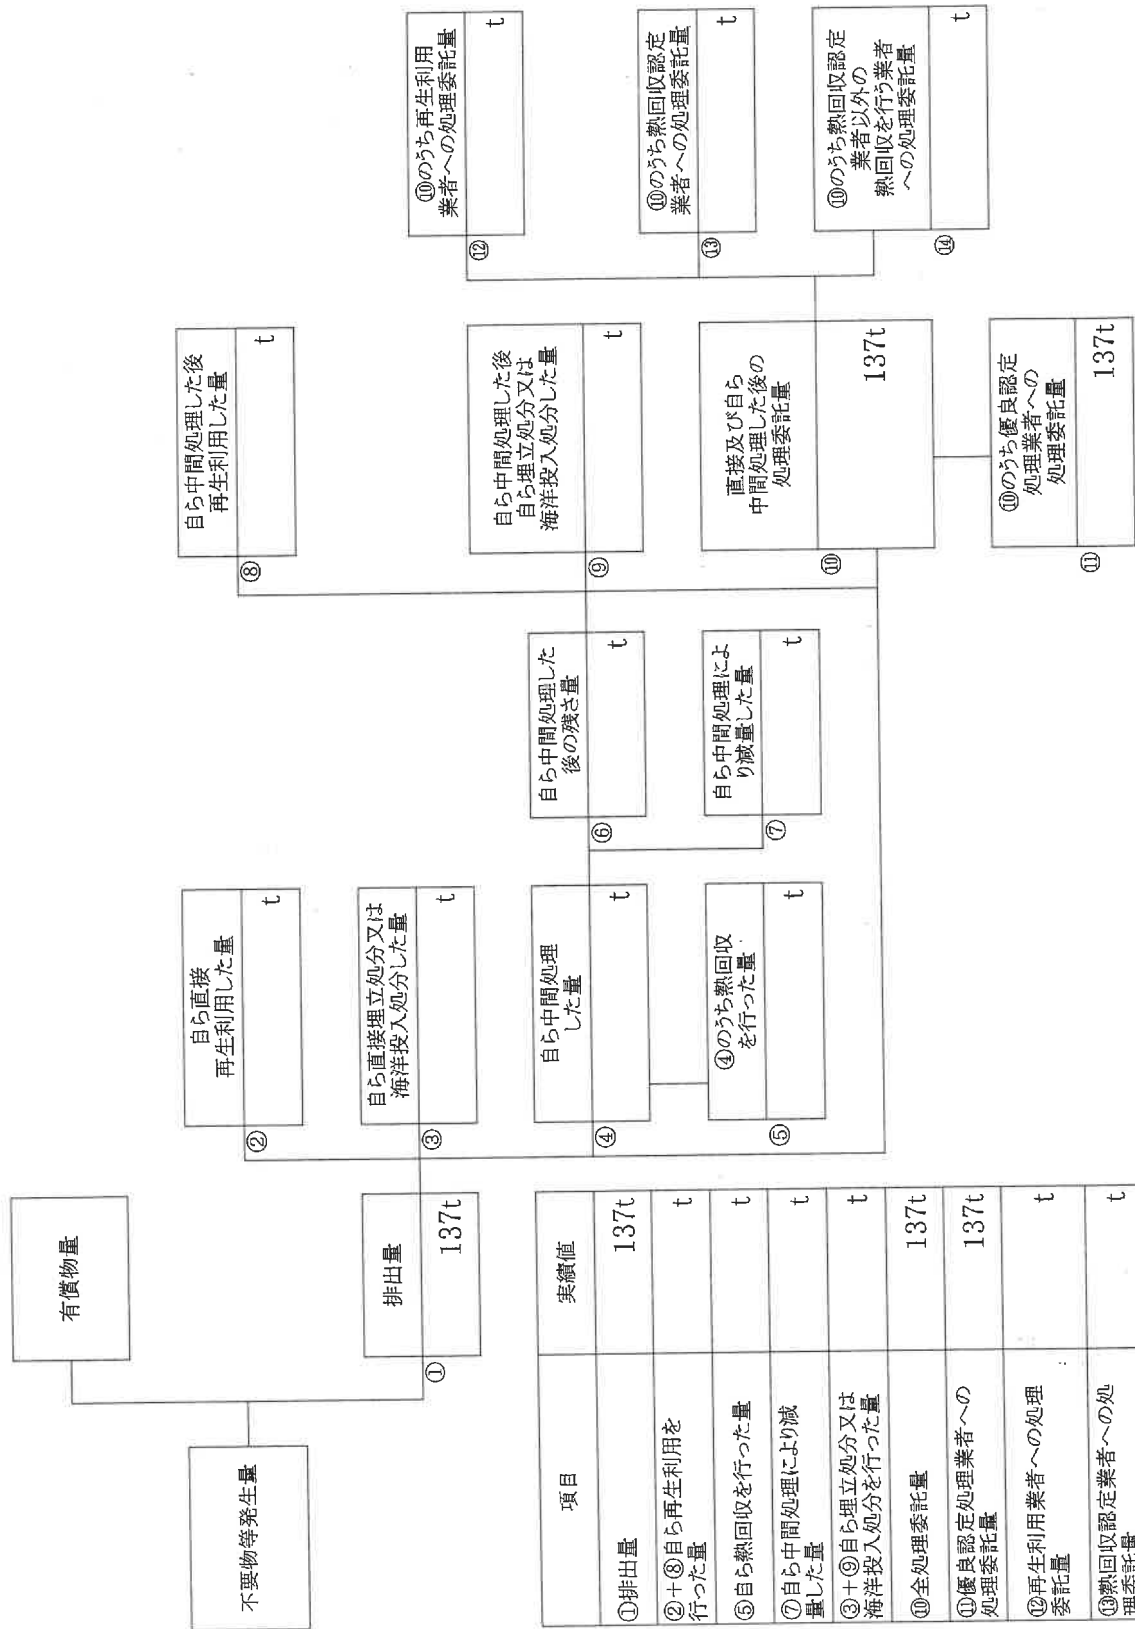 不要物等発生量
有償物量
排出量
①
137t
自ら直接
再生利用した量
②
t
自ら直接埋立処分又は
海洋投入処分した量
③
t
自ら中間処理
した量
④
t
④のうち熱回収
を行った量
⑤
t
自ら中間処理した
後の残さ量
⑥
t
自ら中間処理によ
り減量した量
⑦
t
自ら中間処理した後
再生利用した量
⑧
t
自ら中間処理した後
自ら埋立処分又は
海洋投入処分した量
⑨
t
直接及び自ら
中間処理した後の
処理委託量
⑩
137t
⑩のうち優良認定
処理業者への
処理委託量
⑪
137t
⑩のうち再生利用
業者への処理委託量
⑫
t
⑩のうち熱回収認定
業者への処理委託量
⑬
t
⑩のうち熱回収認定
業者以外の
熱回収を行う業者
への処理委託量
⑭
t
項目 実績値
①排出量 137t
②+⑧自ら再生利用を
行った量 t
⑤自ら熱回収を行った量 t
⑦自ら中間処理により減
量した量 t
③+⑨自ら埋立処分又は
海洋投入処分を行った量 t
⑩全処理委託量 137t
⑪優良認定処理業者への
処理委託量 137t
⑫再生利用業者への処理
委託量 t
⑬熱回収認定業者への処
理委託量 t